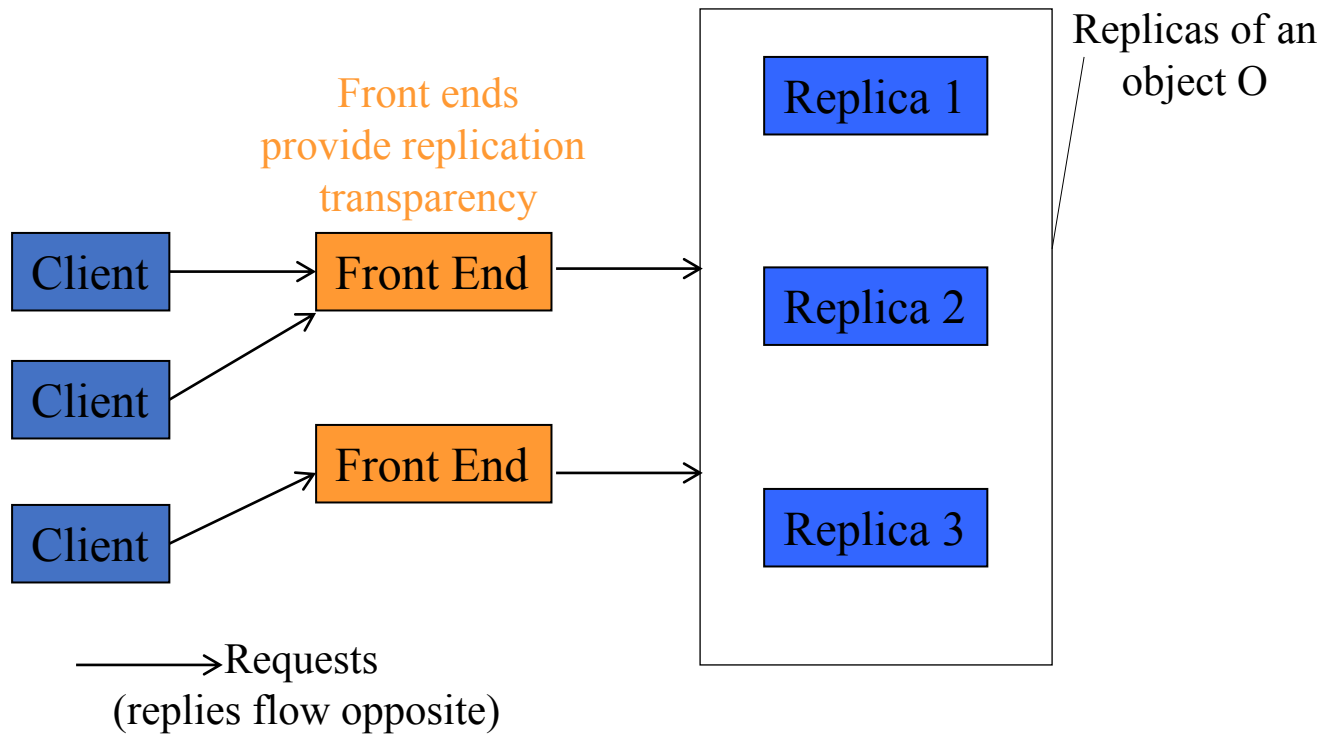 Replicas of an
object O
Replica 1
Front ends
provide replication
transparency
Client
Front End
Replica 2
Client
Front End
Client
Replica 3
Requests
(replies flow opposite)